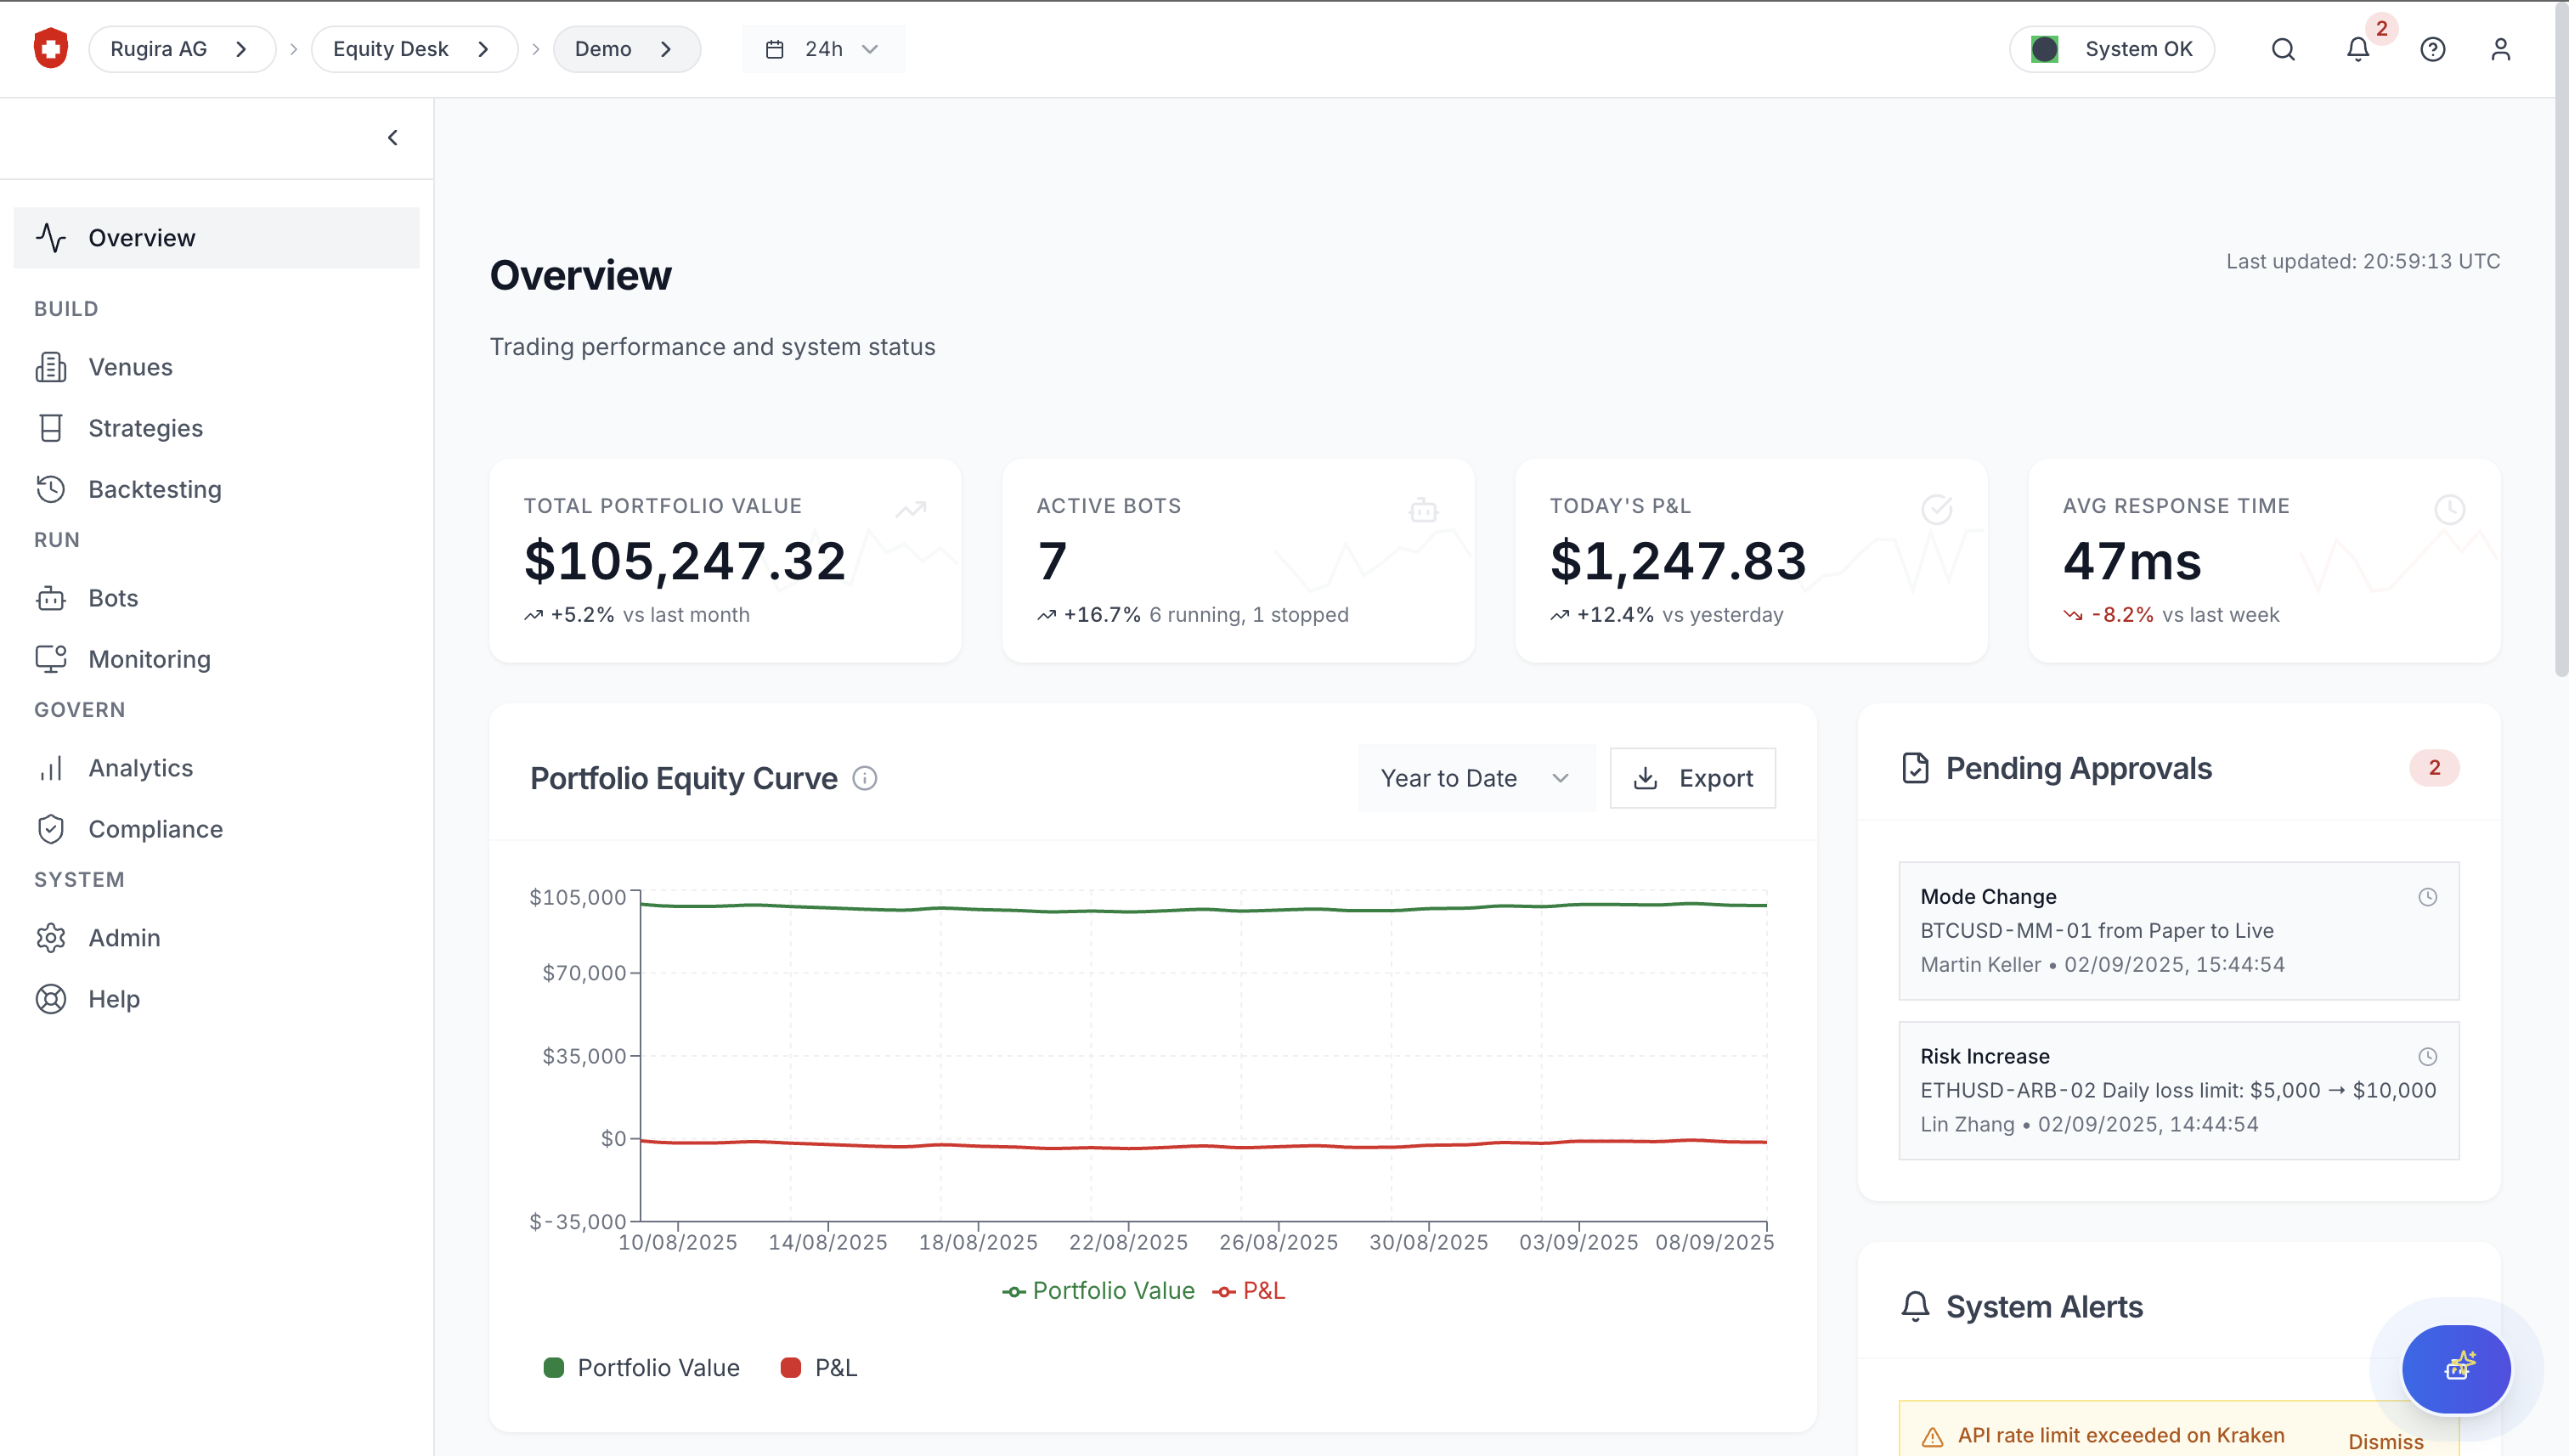 Rugira AG
Equity Desk
Demo
24h
System OK
2
Overview
BUILD
Venues
Strategies
Backtesting
RUN
Bots
Monitoring
GOVERN
Analytics
Compliance
SYSTEM
Admin
Help
Overview
Last updated: 20:59:13 UTC
Trading performance and system status
TOTAL PORTFOLIO VALUE
$105,247.32
+5.2% vs last month
ACTIVE BOTS
7
+16.7% 6 running, 1 stopped
TODAY'S P&L
$1,247.83
+12.4% vs yesterday
AVG RESPONSE TIME
47ms
-8.2% vs last week
Portfolio Equity Curve
Year to Date
Export
$105,000
$70,000
$35,000
$0
$-35,000
10/08/2025 14/08/2025 18/08/2025 22/08/2025 26/08/2025 30/08/2025 03/09/2025 08/09/2025
Portfolio Value P&L
Portfolio Value P&L
Pending Approvals
2
Mode Change
BTCUSD-MM-01 from Paper to Live
Martin Keller • 02/09/2025, 15:44:54
Risk Increase
ETHUSD-ARB-02 Daily loss limit: $5,000 → $10,000
Lin Zhang • 02/09/2025, 14:44:54
System Alerts
API rate limit exceeded on Kraken
Dismiss